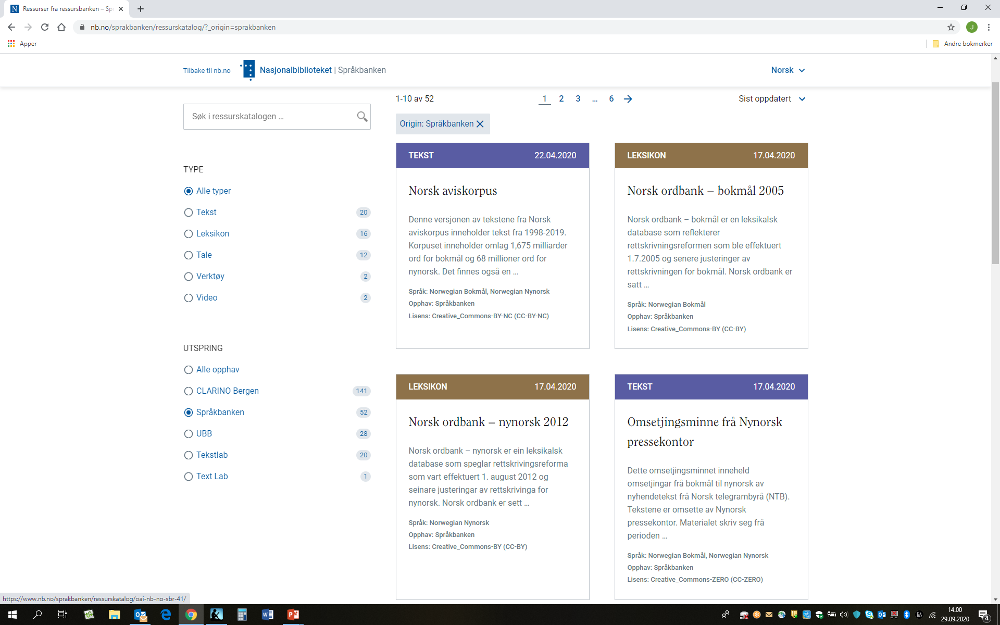 Ressurser fra ressursbanken – Sp
nb.no/sprakbanken/ressurskatalog/?_origin=sprakbanken
J
Apper
Andre bokmerker
Tilbake til nb.no
Nasjonalbiblioteket | Språkbanken
Norsk
1-10 av 52
1 2 3 ... 6
Sist oppdatert
Søk i ressurskatalogen ...
Origin: Språkbanken
TYPE
Alle typer
Tekst 20
Leksikon 16
Tale 12
Verktøy 2
Video 2
UTSPRING
Alle opphav
CLARINO Bergen 141
Språkbanken 52
UBB 28
Tekstlab 20
Text Lab 1
TEKST 22.04.2020
Norsk aviskorpus
Denne versjonen av tekstene fra Norsk
aviskorpus inneholder tekst fra 1998-2019.
Korpuset inneholder omlag 1,675 milliarder
ord for bokmål og 68 millioner ord for
nynorsk. Det finnes også en ...
Språk: Norwegian Bokmål, Norwegian Nynorsk
Opphav: Språkbanken
Lisens: Creative_Commons-BY-NC (CC-BY-NC)
LEKSIKON 17.04.2020
Norsk ordbank – bokmål 2005
Norsk ordbank – bokmål er en leksikalsk
database som reflekterer
rettskrivningsreformen som ble effektuert
1.7.2005 og senere justeringer av
rettskrivningen for bokmål. Norsk ordbank er
satt ...
Språk: Norwegian Bokmål
Opphav: Språkbanken
Lisens: Creative_Commons-BY (CC-BY)
LEKSIKON 17.04.2020
Norsk ordbank – nynorsk 2012
Norsk ordbank – nynorsk er ein leksikalsk
database som speglar rettskrivingsreforma
som vart effektuert 1. august 2012 og
seinare justeringar av rettskrivinga for
nynorsk. Norsk ordbank er sett ...
Språk: Norwegian Nynorsk
Opphav: Språkbanken
Lisens: Creative_Commons-BY (CC-BY)
TEKST 17.04.2020
Omsetjingsminne frå Nynorsk
pressekontor
Dette omsetjingsminnet inneheld
omsetjingar frå bokmål til nynorsk av
nyhendetekst frå Norsk telegrambyrå (NTB).
Tekstene er omsette av Nynorsk
pressekontor. Materialet skriv seg frå
perioden ...
Språk: Norwegian Bokmål, Norwegian Nynorsk
Opphav: Språkbanken
Lisens: Creative_Commons-ZERO (CC-ZERO)
https://www.nb.no/sprakbanken/ressurskatalog/oai-nb-no-sbr-41/
14.00
29.09.2020
4